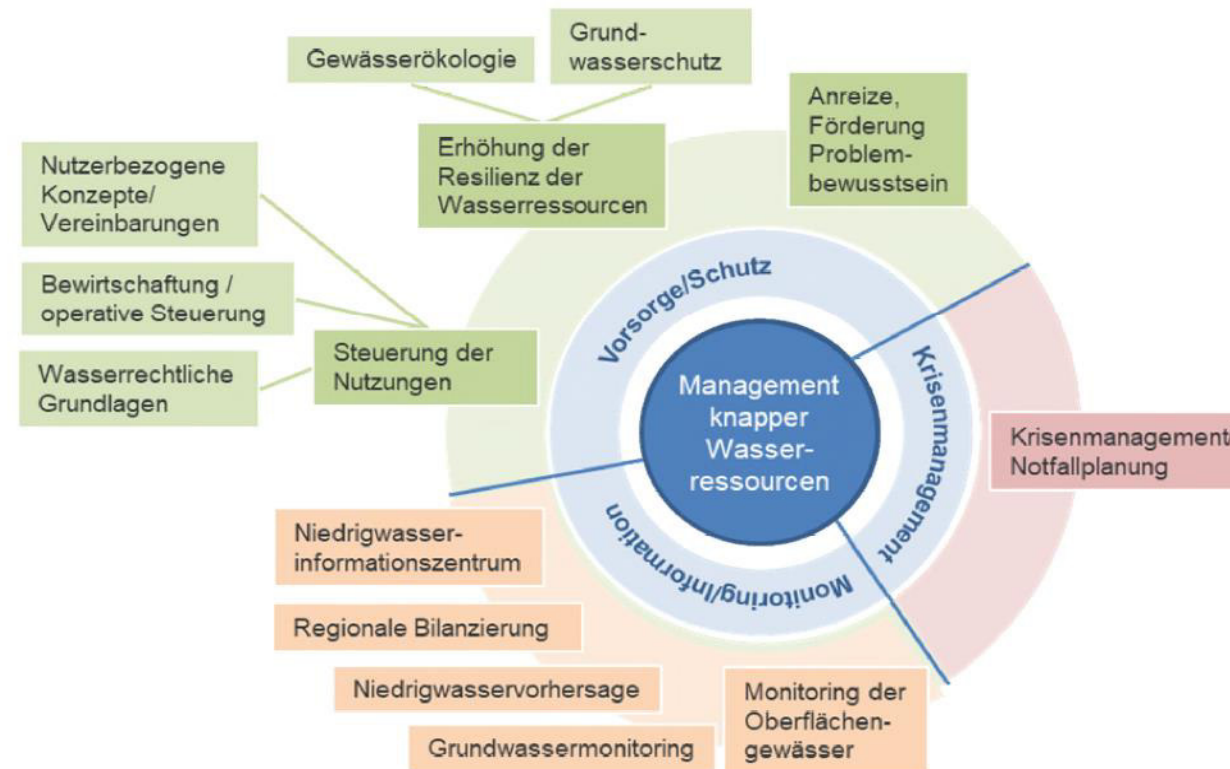 Gewässerökologie
Grund-
wasserschutz
Anreize,
Förderung
Problem-
bewusstsein
Erhöhung der
Resilienz der
Wasserressourcen
Nutzerbezogene
Konzepte/
Vereinbarungen
Bewirtschaftung /
operative Steuerung
Wasserrechtliche
Grundlagen
Steuerung der
Nutzungen
Vorsorge/Schutz
Krisenmanagement
Monitoring/Information
Management
knapper
Wasser-
ressourcen
Krisenmanagement
Notfallplanung
Niedrigwasser-
informationszentrum
Regionale Bilanzierung
Niedrigwasservorhersage
Grundwassermonitoring
Monitoring der
Oberflächen-
gewässer